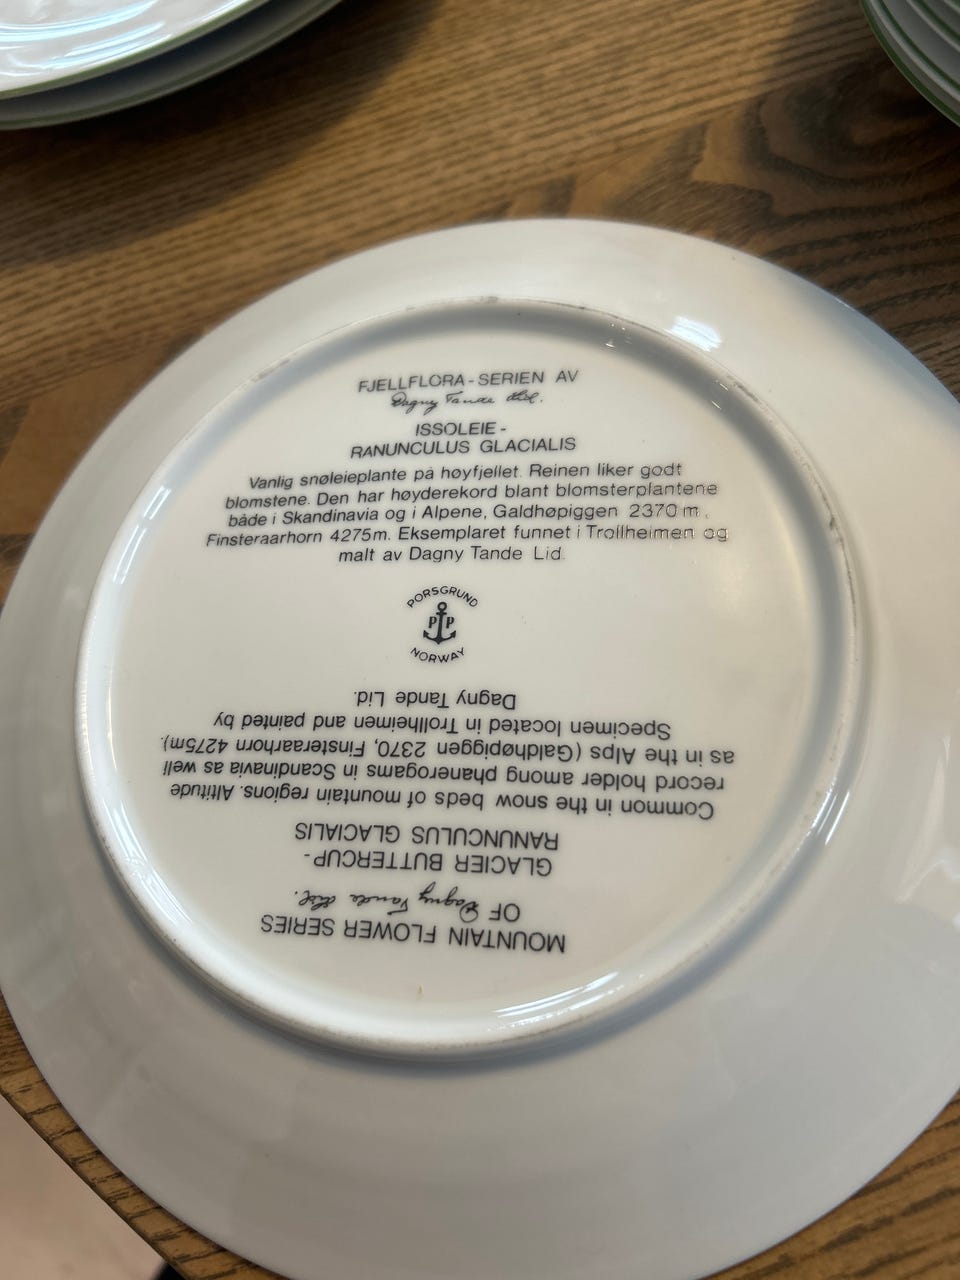 FJELLFLORA-SERIEN AV
Dagny Tande Lid.
ISSOLEIE -
RANUNCULUS GLACIALIS
Vanlig snøleieplante på høyfjellet. Reinen liker godt
blomstene. Den har høyderekord blant blomsterplantene
både i Skandinavia og i Alpene, Galdhøpiggen 2370 m,
Finsteraarhorn 4275m. Eksemplaret funnet i Trollheimen og
malt av Dagny Tande Lid.
PORSGRUND
PP
NORWAY
MOUNTAIN FLOWER SERIES
OF Dagny Tande Lid.
GLACIER BUTTERCUP-
RANUNCULUS GLACIALIS
Common in the snow beds of mountain regions. Altitude
record holder among phanerogams in Scandinavia as well
as in the Alps (Galdhøpiggen 2370, Finsteraarhorn 4275m).
Specimen located in Trollheimen and painted by
Dagny Tande Lid.